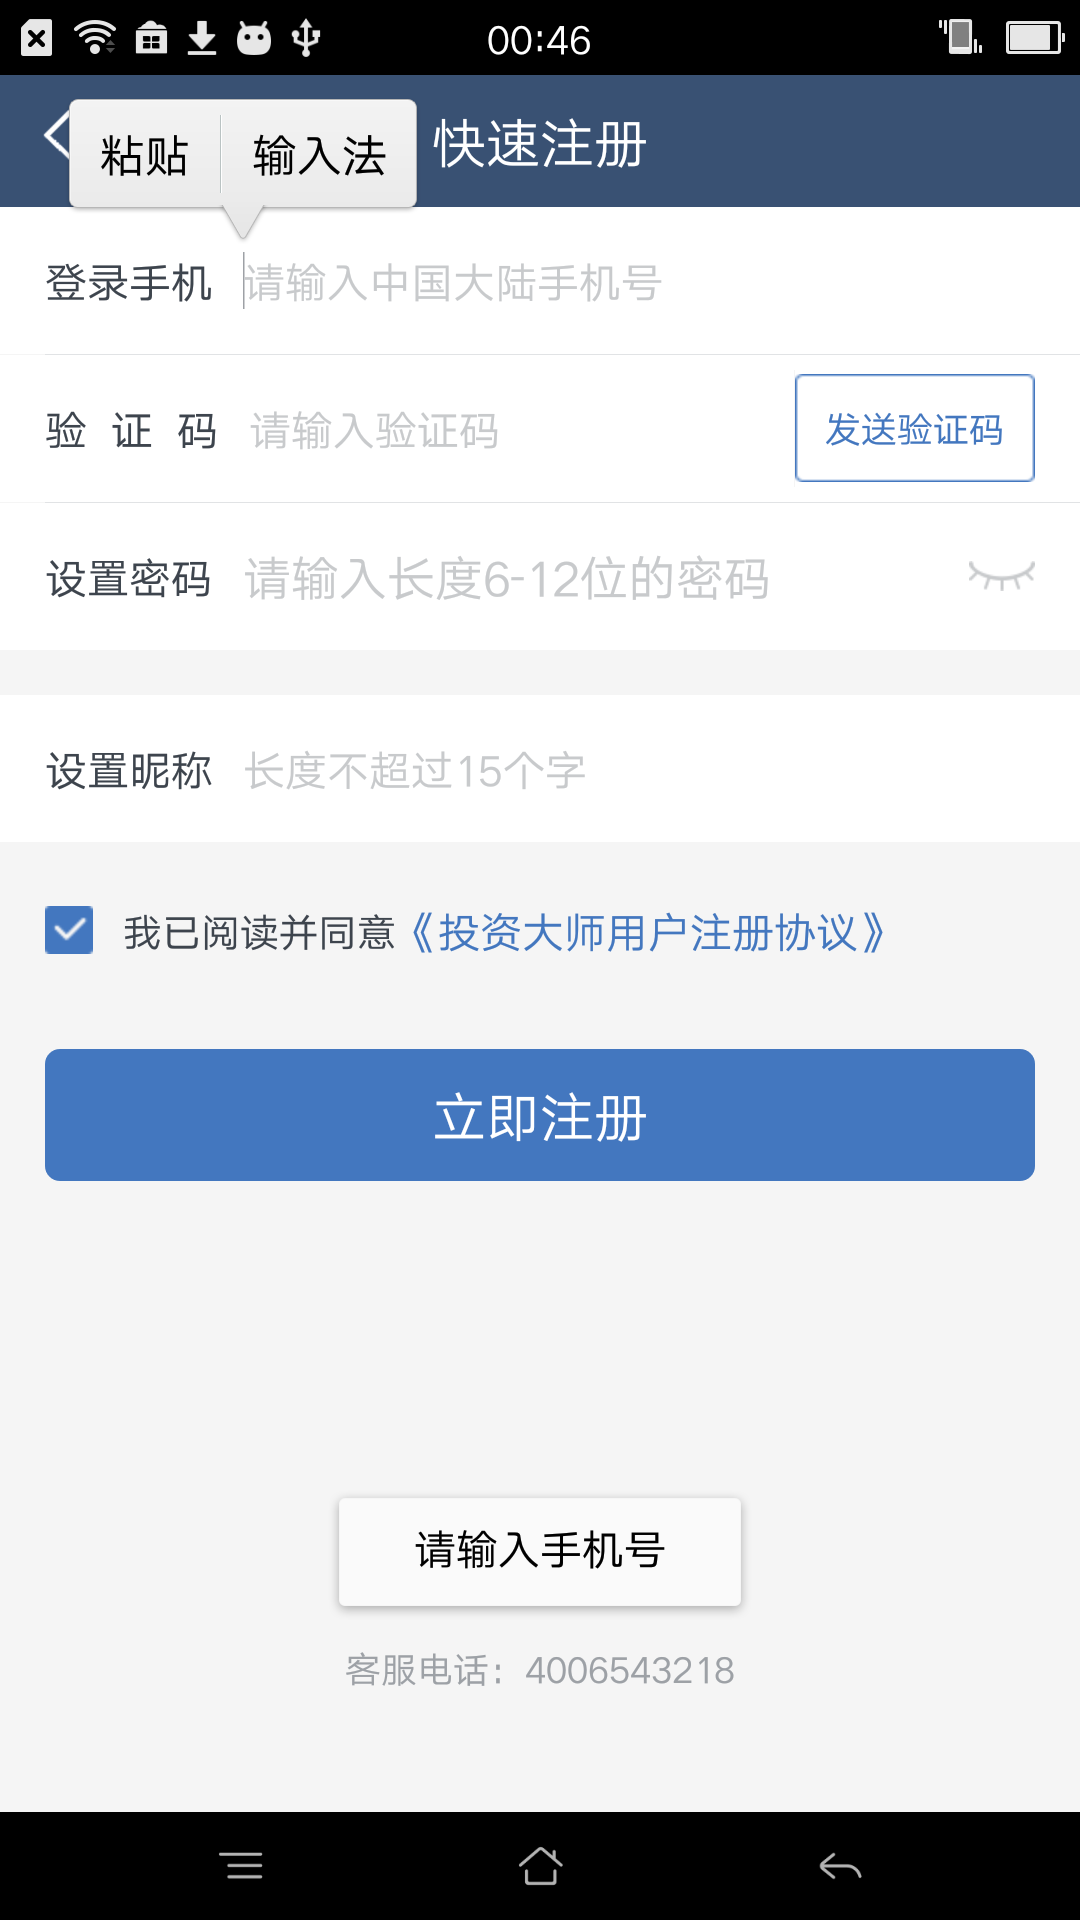 00:46
粘贴 输入法
快速注册
登录手机 请输入中国大陆手机号
验 证 码 请输入验证码 发送验证码
设置密码 请输入长度6-12位的密码
设置昵称 长度不超过15个字
我已阅读并同意《投资大师用户注册协议》
立即注册
请输入手机号
客服电话：4006543218